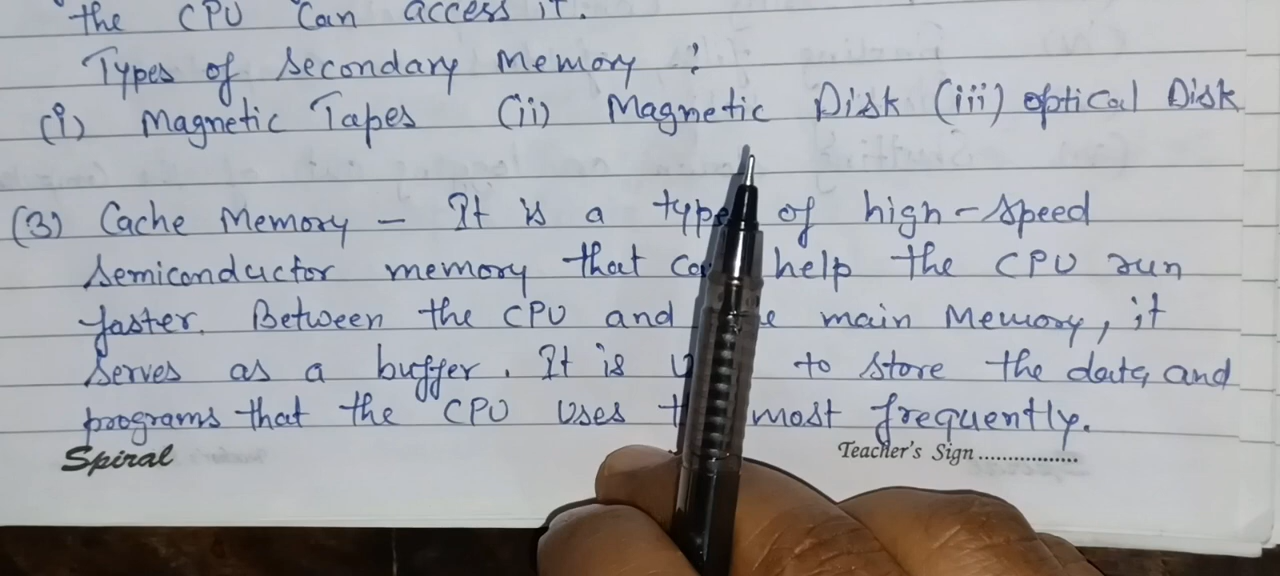 the CPU Can access it.
Types of Secondary Memory :
(i) Magnetic Tapes (ii) Magnetic Disk (iii) optical Disk
(3) Cache Memory – It is a type of high-speed
semiconductor memory that help the CPU run
faster. Between the CPU and main Memory, it
serves as a buffer. It is to store the data, and
programs that the CPU uses most frequently.
Spiral
Teacher's Sign .................